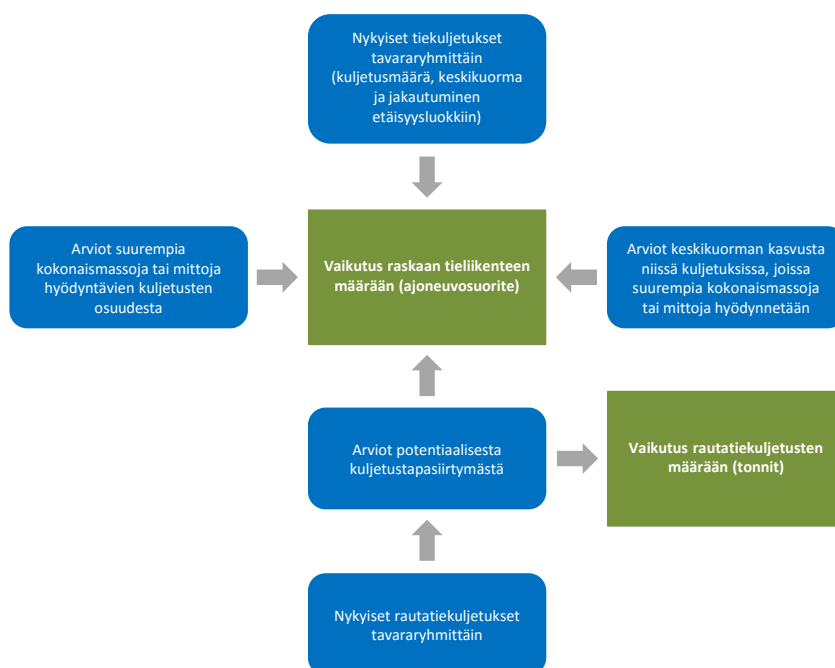 Nykyiset tiekuljetukset
tavararyhmittäin
(kuljetusmäärä, keskikuorma
ja jakautuminen
etäisyysluokkiin)
Arviot suurempia
kokonaismassoja tai mittoja
hyödyntävien kuljetusten
osuudesta
Vaikutus raskaan tieliikenteen
määrään (ajoneuvosuorite)
Arviot keskikuorman kasvusta
niissä kuljetuksissa, joissa
suurempia kokonaismassoja
tai mittoja hyödynnetään
Arviot potentiaalisesta
kuljetustapasiirtymästä
Vaikutus rautatiekuljetusten
määrään (tonnit)
Nykyiset rautatiekuljetukset
tavararyhmittäin